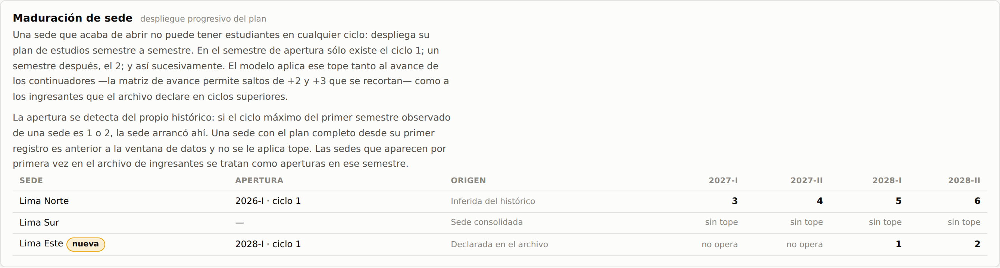 Maduración de sede despliegue progresivo del plan
Una sede que acaba de abrir no puede tener estudiantes en cualquier ciclo: despliega su
plan de estudios semestre a semestre. En el semestre de apertura sólo existe el ciclo 1; un
semestre después, el 2; y así sucesivamente. El modelo aplica ese tope tanto al avance de
los continuadores —la matriz de avance permite saltos de +2 y +3 que se recortan— como a
los ingresantes que el archivo declare en ciclos superiores.
La apertura se detecta del propio histórico: si el ciclo máximo del primer semestre observado
de una sede es 1 o 2, la sede arrancó ahí. Una sede con el plan completo desde su primer
registro es anterior a la ventana de datos y no se le aplica tope. Las sedes que aparecen por
primera vez en el archivo de ingresantes se tratan como aperturas en ese semestre.
SEDE APERTURA ORIGEN 2027-I 2027-II 2028-I 2028-II
Lima Norte 2026-I · ciclo 1 Inferida del histórico 3 4 5 6
Lima Sur — Sede consolidada sin tope sin tope sin tope sin tope
Lima Este nueva 2028-I · ciclo 1 Declarada en el archivo no opera no opera 1 2